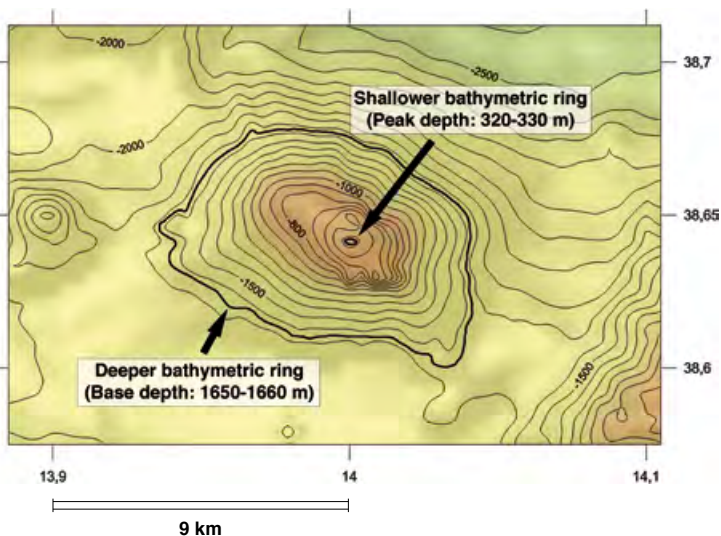 -2000
-2500
38,7
Shallower bathymetric ring
(Peak depth: 320-330 m)
-2000
-1000
38,65
-800
-1500
Deeper bathymetric ring
(Base depth: 1650-1660 m)
-1500
38,6
13,9
14
14,1
9 km